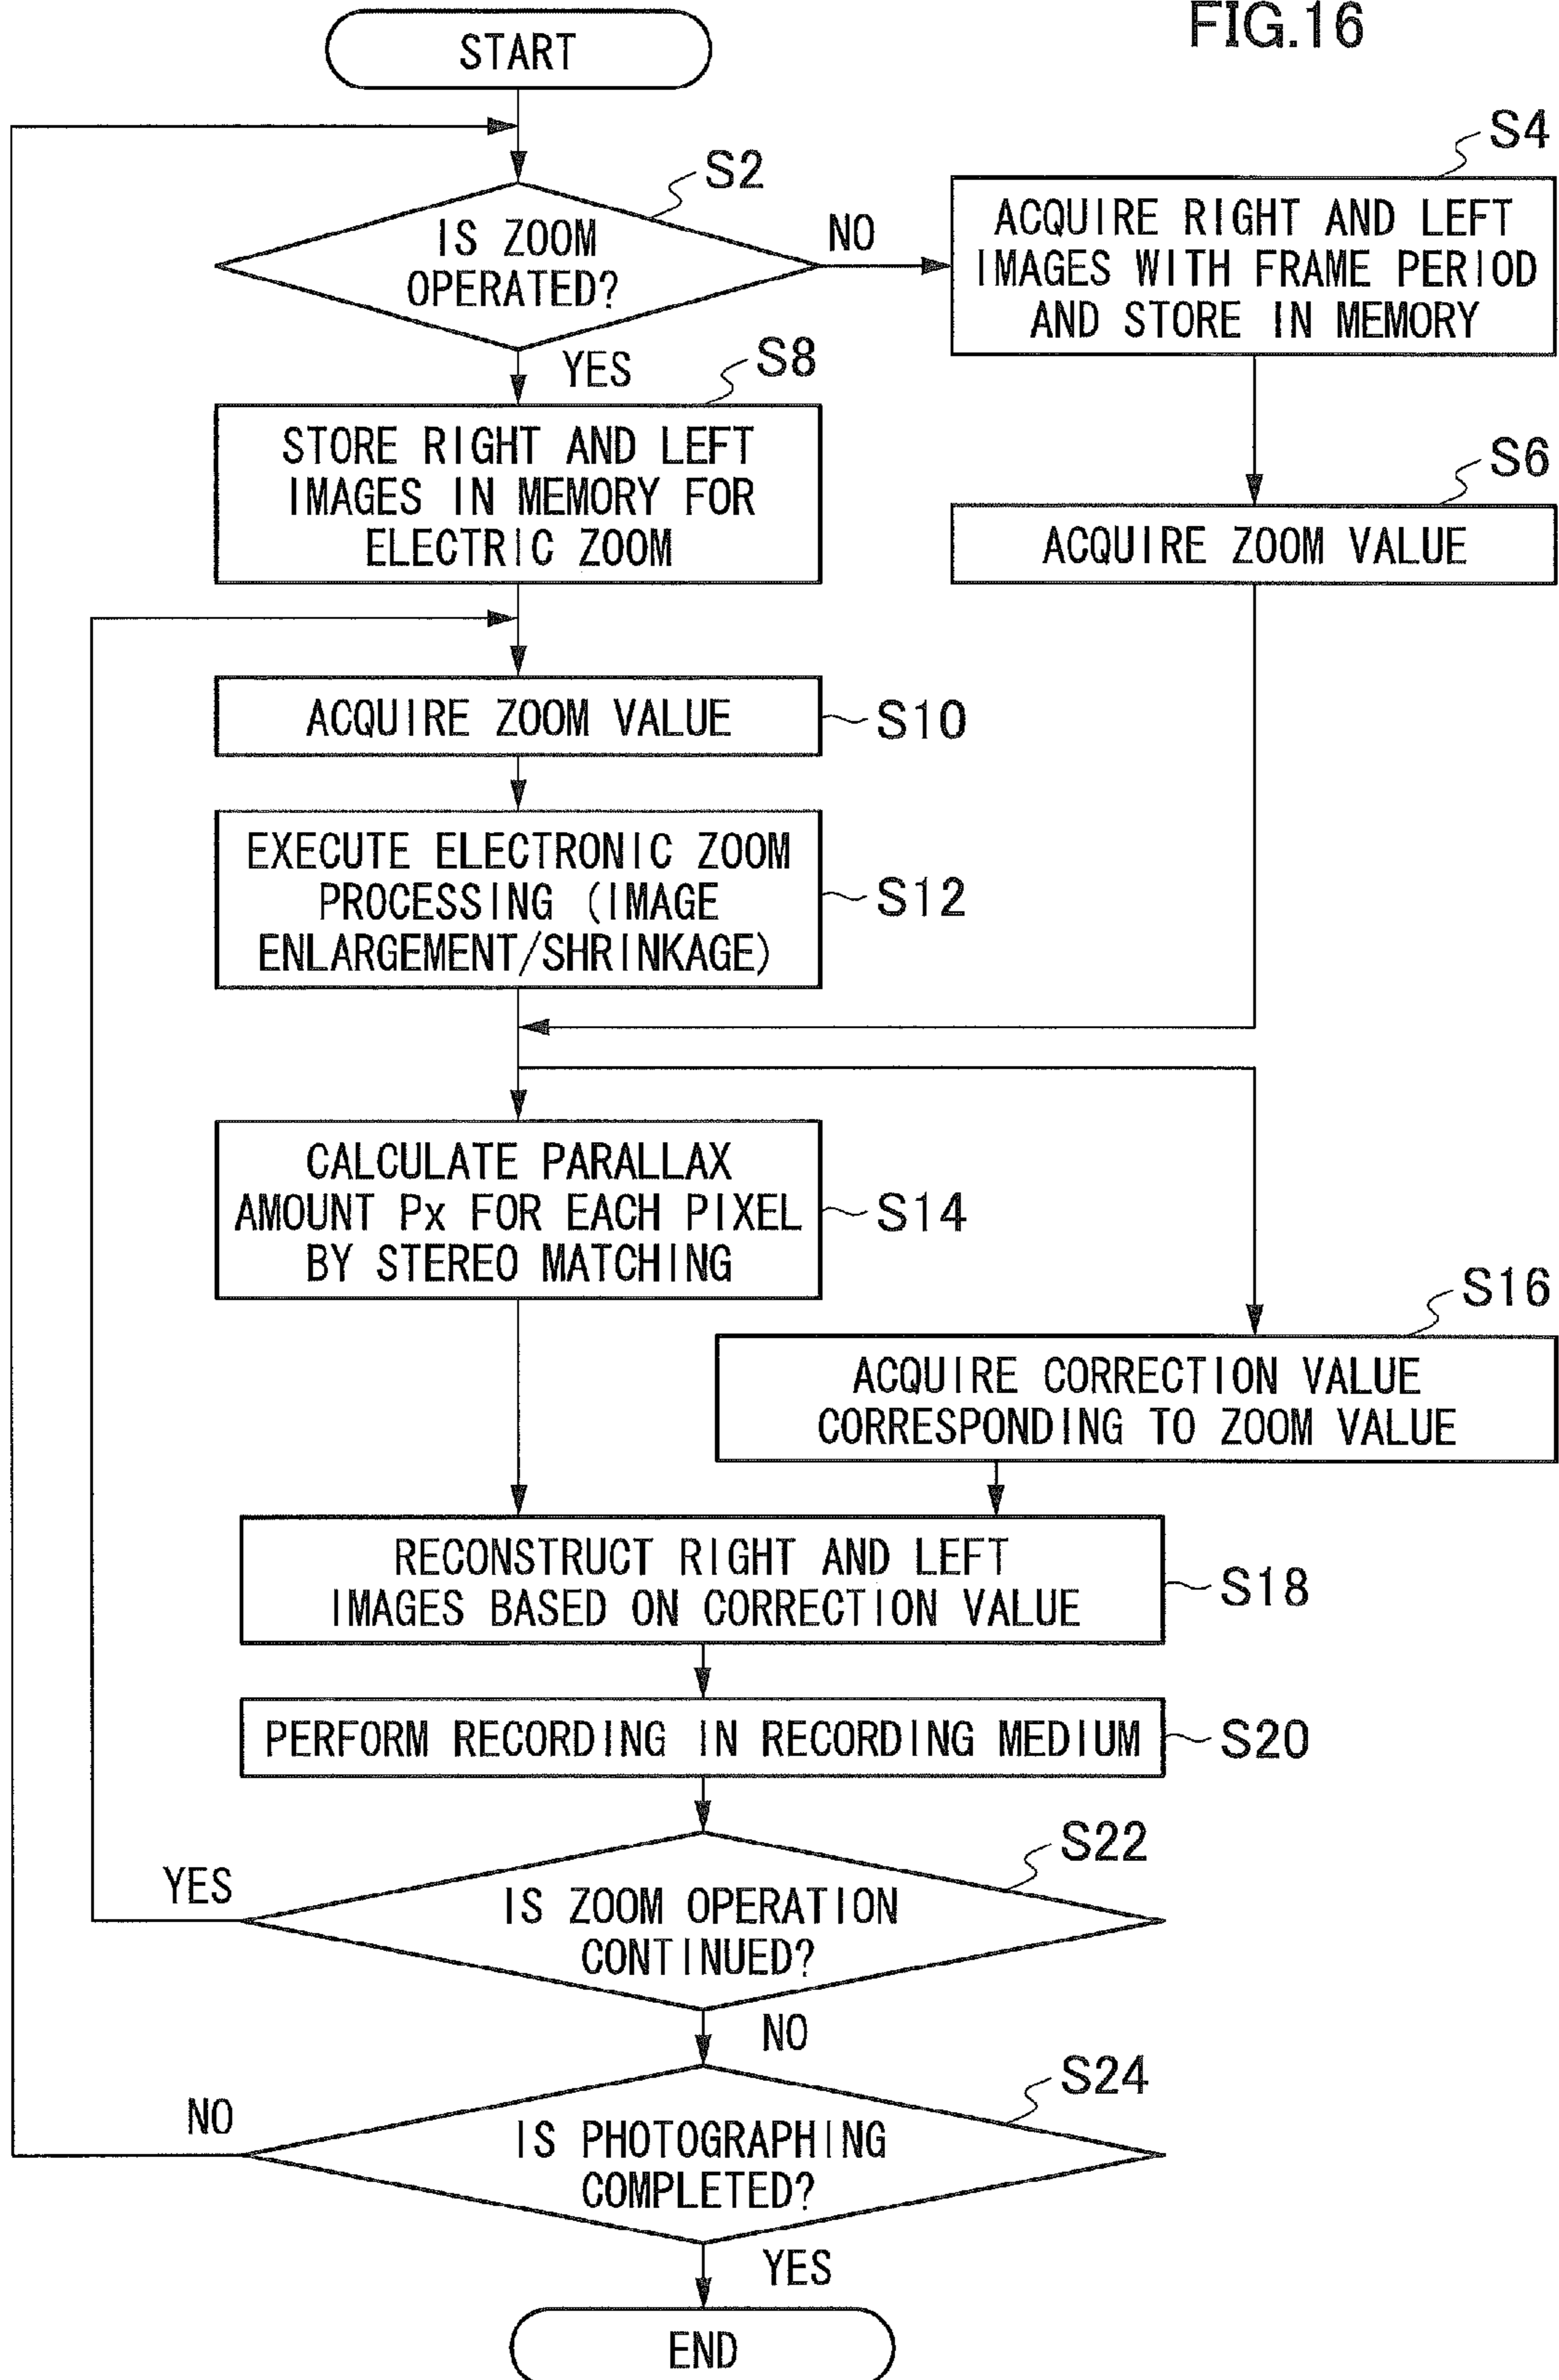 FIG.16
START
S2
IS ZOOM
OPERATED?
NO
YES
S4
ACQUIRE RIGHT AND LEFT
IMAGES WITH FRAME PERIOD
AND STORE IN MEMORY
S6
ACQUIRE ZOOM VALUE
S8
STORE RIGHT AND LEFT
IMAGES IN MEMORY FOR
ELECTRIC ZOOM
ACQUIRE ZOOM VALUE
S10
EXECUTE ELECTRONIC ZOOM
PROCESSING (IMAGE
ENLARGEMENT/SHRINKAGE)
S12
CALCULATE PARALLAX
AMOUNT Px FOR EACH PIXEL
BY STEREO MATCHING
S14
S16
ACQUIRE CORRECTION VALUE
CORRESPONDING TO ZOOM VALUE
RECONSTRUCT RIGHT AND LEFT
IMAGES BASED ON CORRECTION VALUE
S18
PERFORM RECORDING IN RECORDING MEDIUM
S20
S22
YES
IS ZOOM OPERATION
CONTINUED?
NO
S24
NO
IS PHOTOGRAPHING
COMPLETED?
YES
END